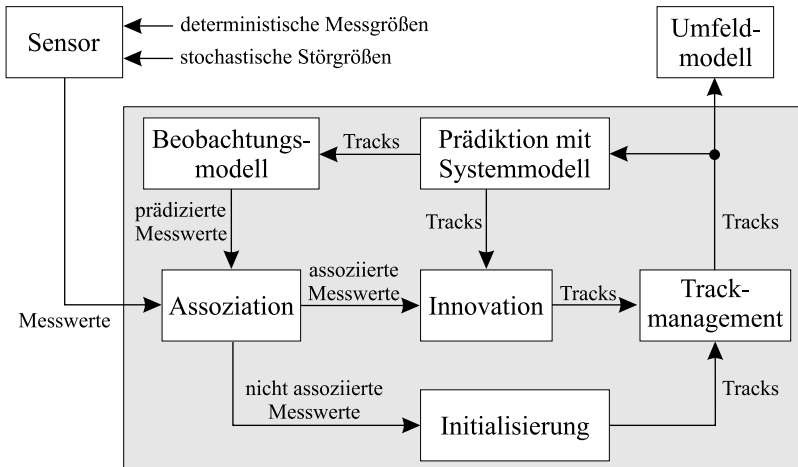 Sensor
deterministische Messgrößen
stochastische Störgrößen
Umfeld-
modell
Beobachtungs-
modell
Tracks
Prädiktion mit
Systemmodell
prädizierte
Messwerte
Tracks
Tracks
Messwerte
Assoziation
assoziierte
Messwerte
Innovation
Tracks
Track-
management
nicht assoziierte
Messwerte
Initialisierung
Tracks